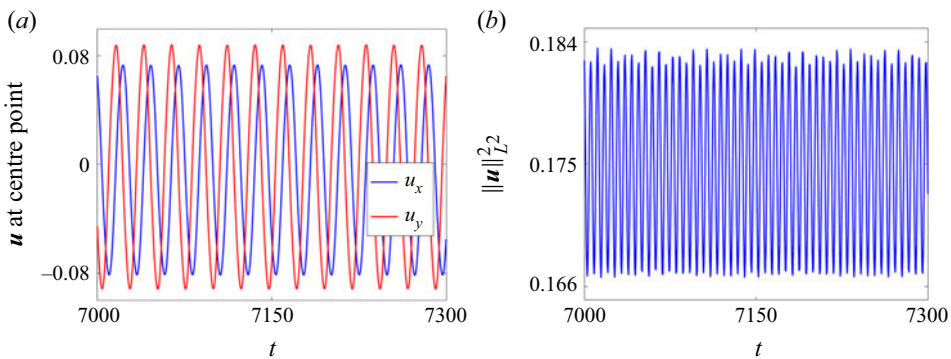 (a)
u at centre point
0.08
0
–0.08
u_x
u_y
7000
7150
7300
t
(b)
||u||²_L²
0.184
0.175
0.166
7000
7150
7300
t